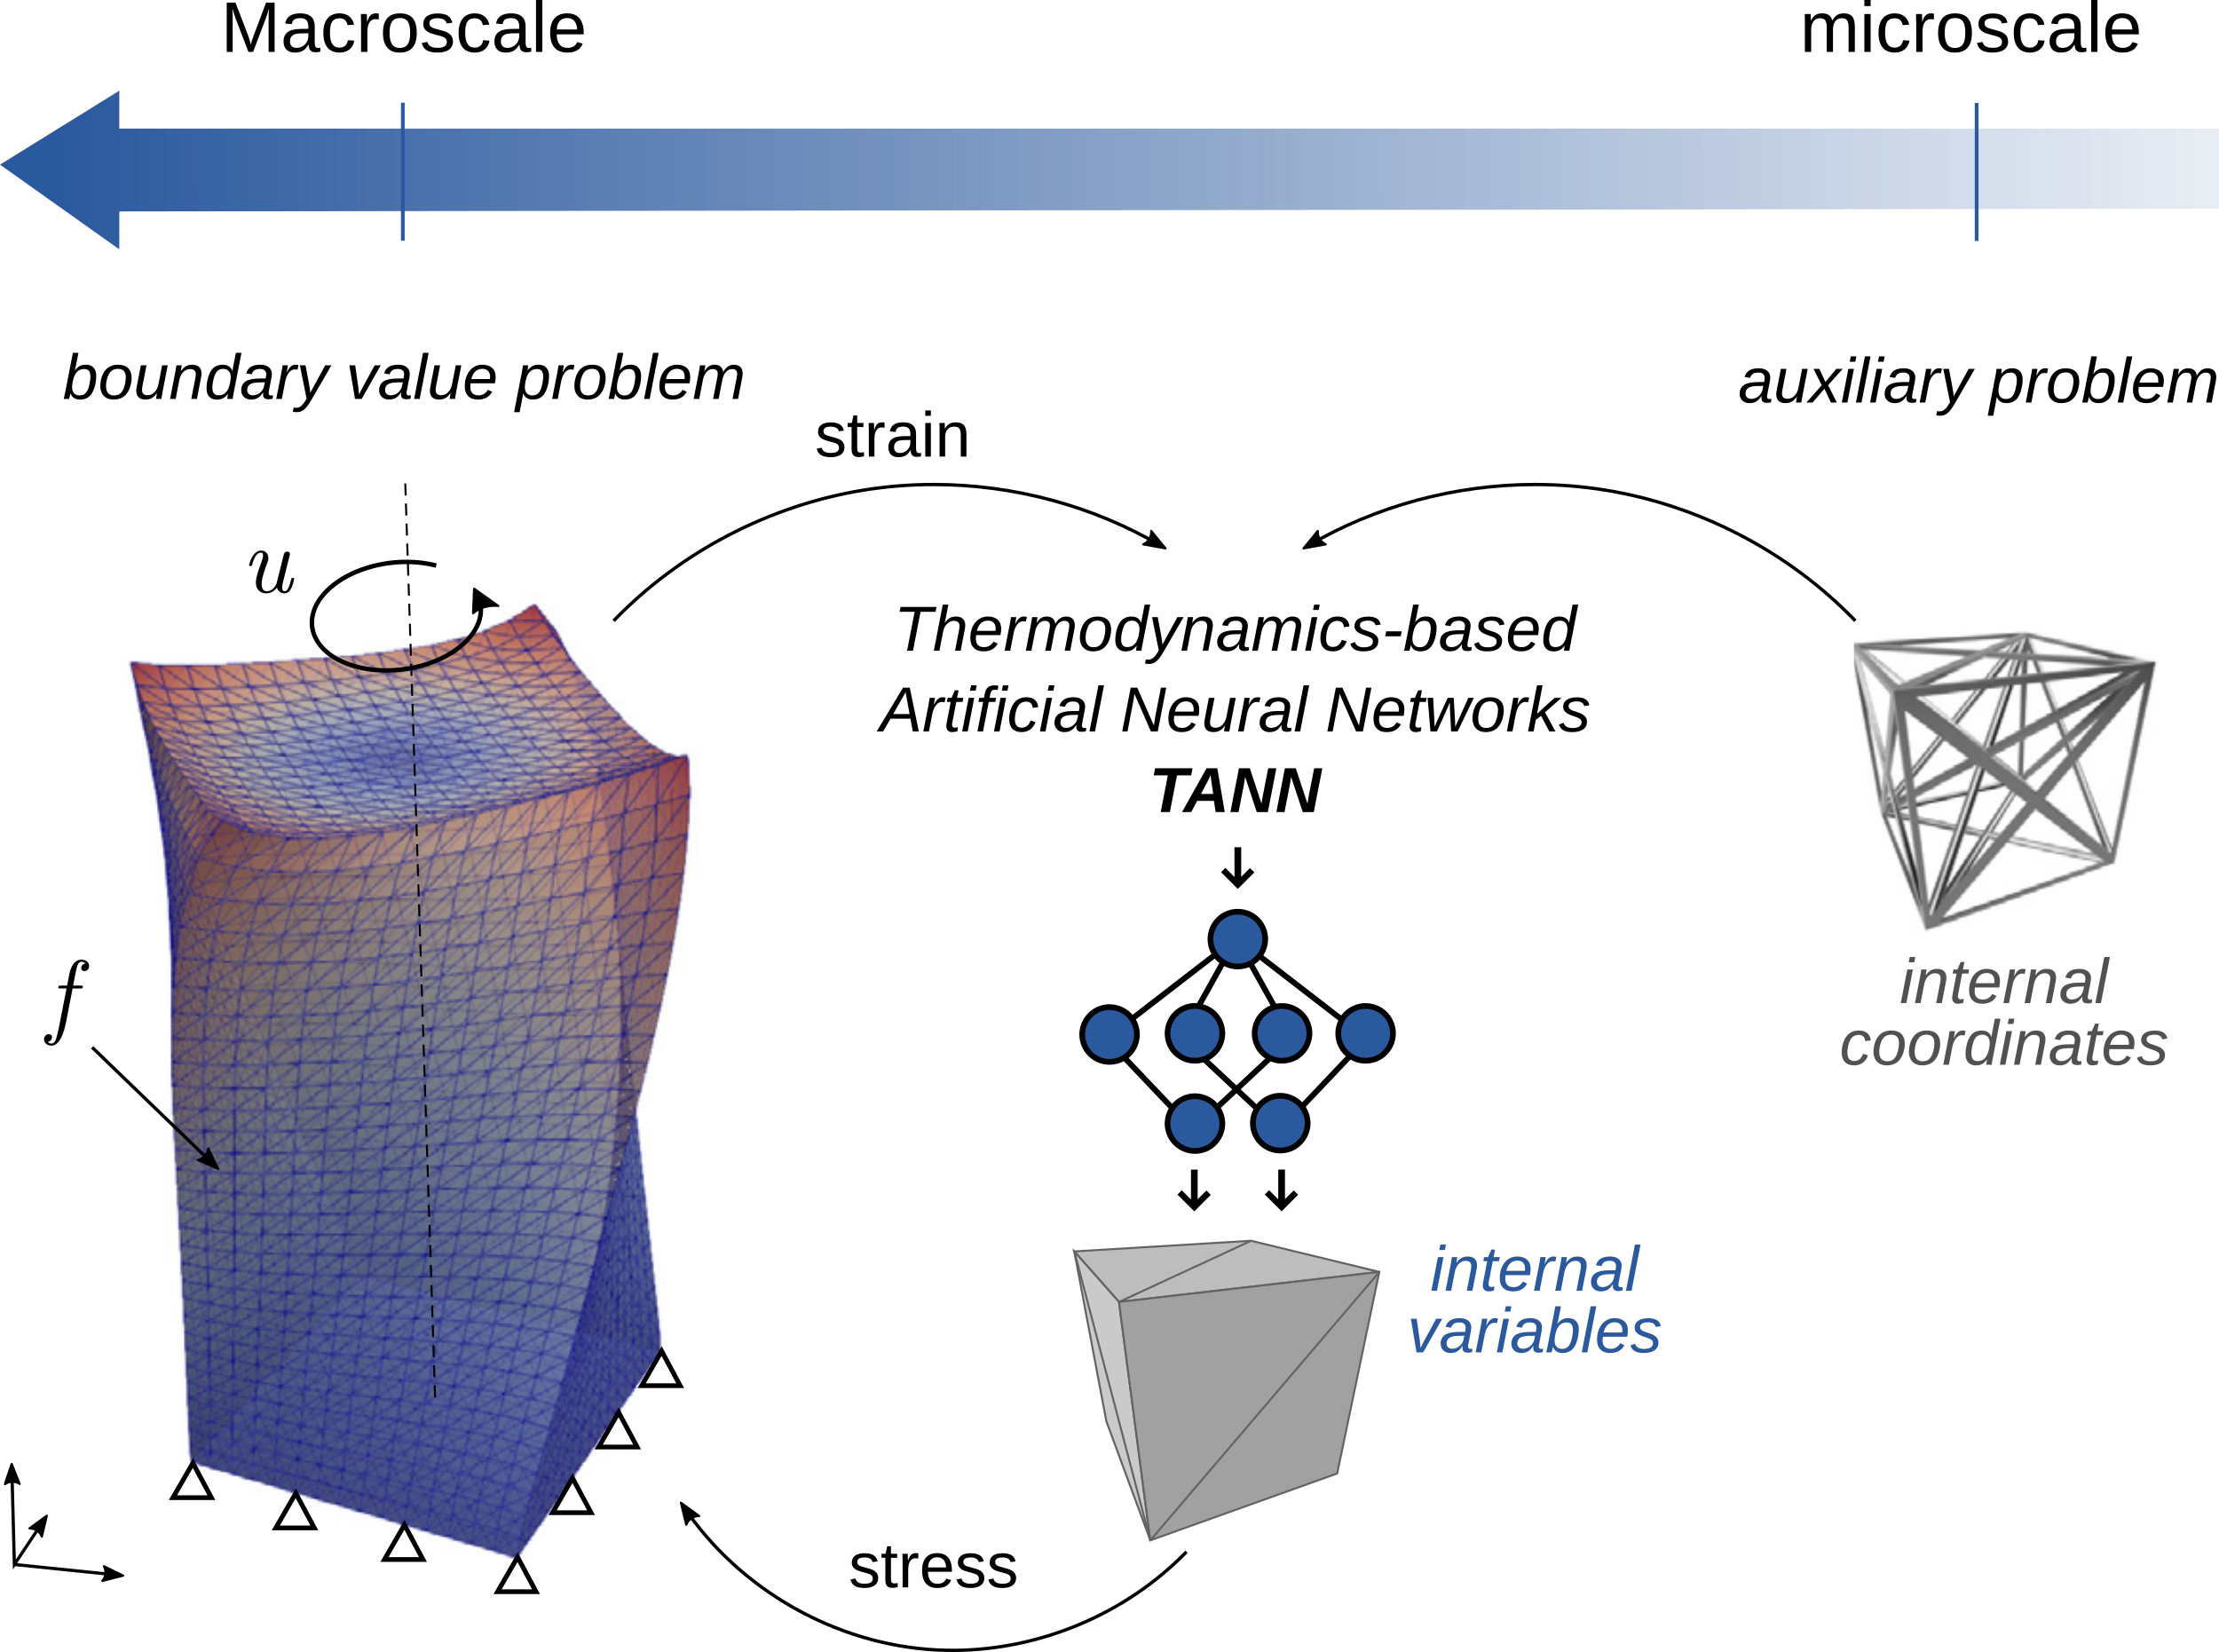 Macroscale
microscale
boundary value problem
auxiliary problem
strain
u
Thermodynamics-based
Artificial Neural Networks
TANN
f
internal
coordinates
internal
variables
stress